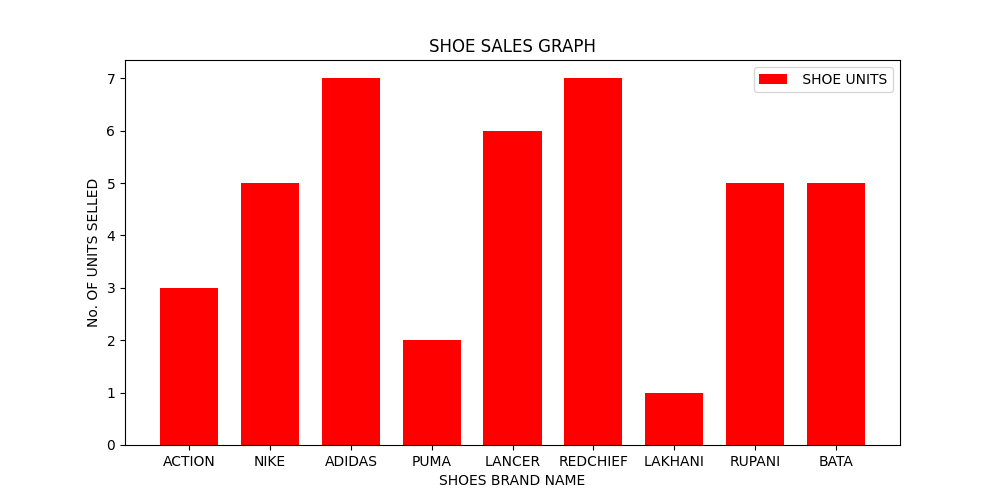 SHOE SALES GRAPH
SHOE UNITS
No. OF UNITS SELLED
7
6
5
4
3
2
1
0
ACTION NIKE ADIDAS PUMA LANCER REDCHIEF LAKHANI RUPANI BATA
SHOES BRAND NAME